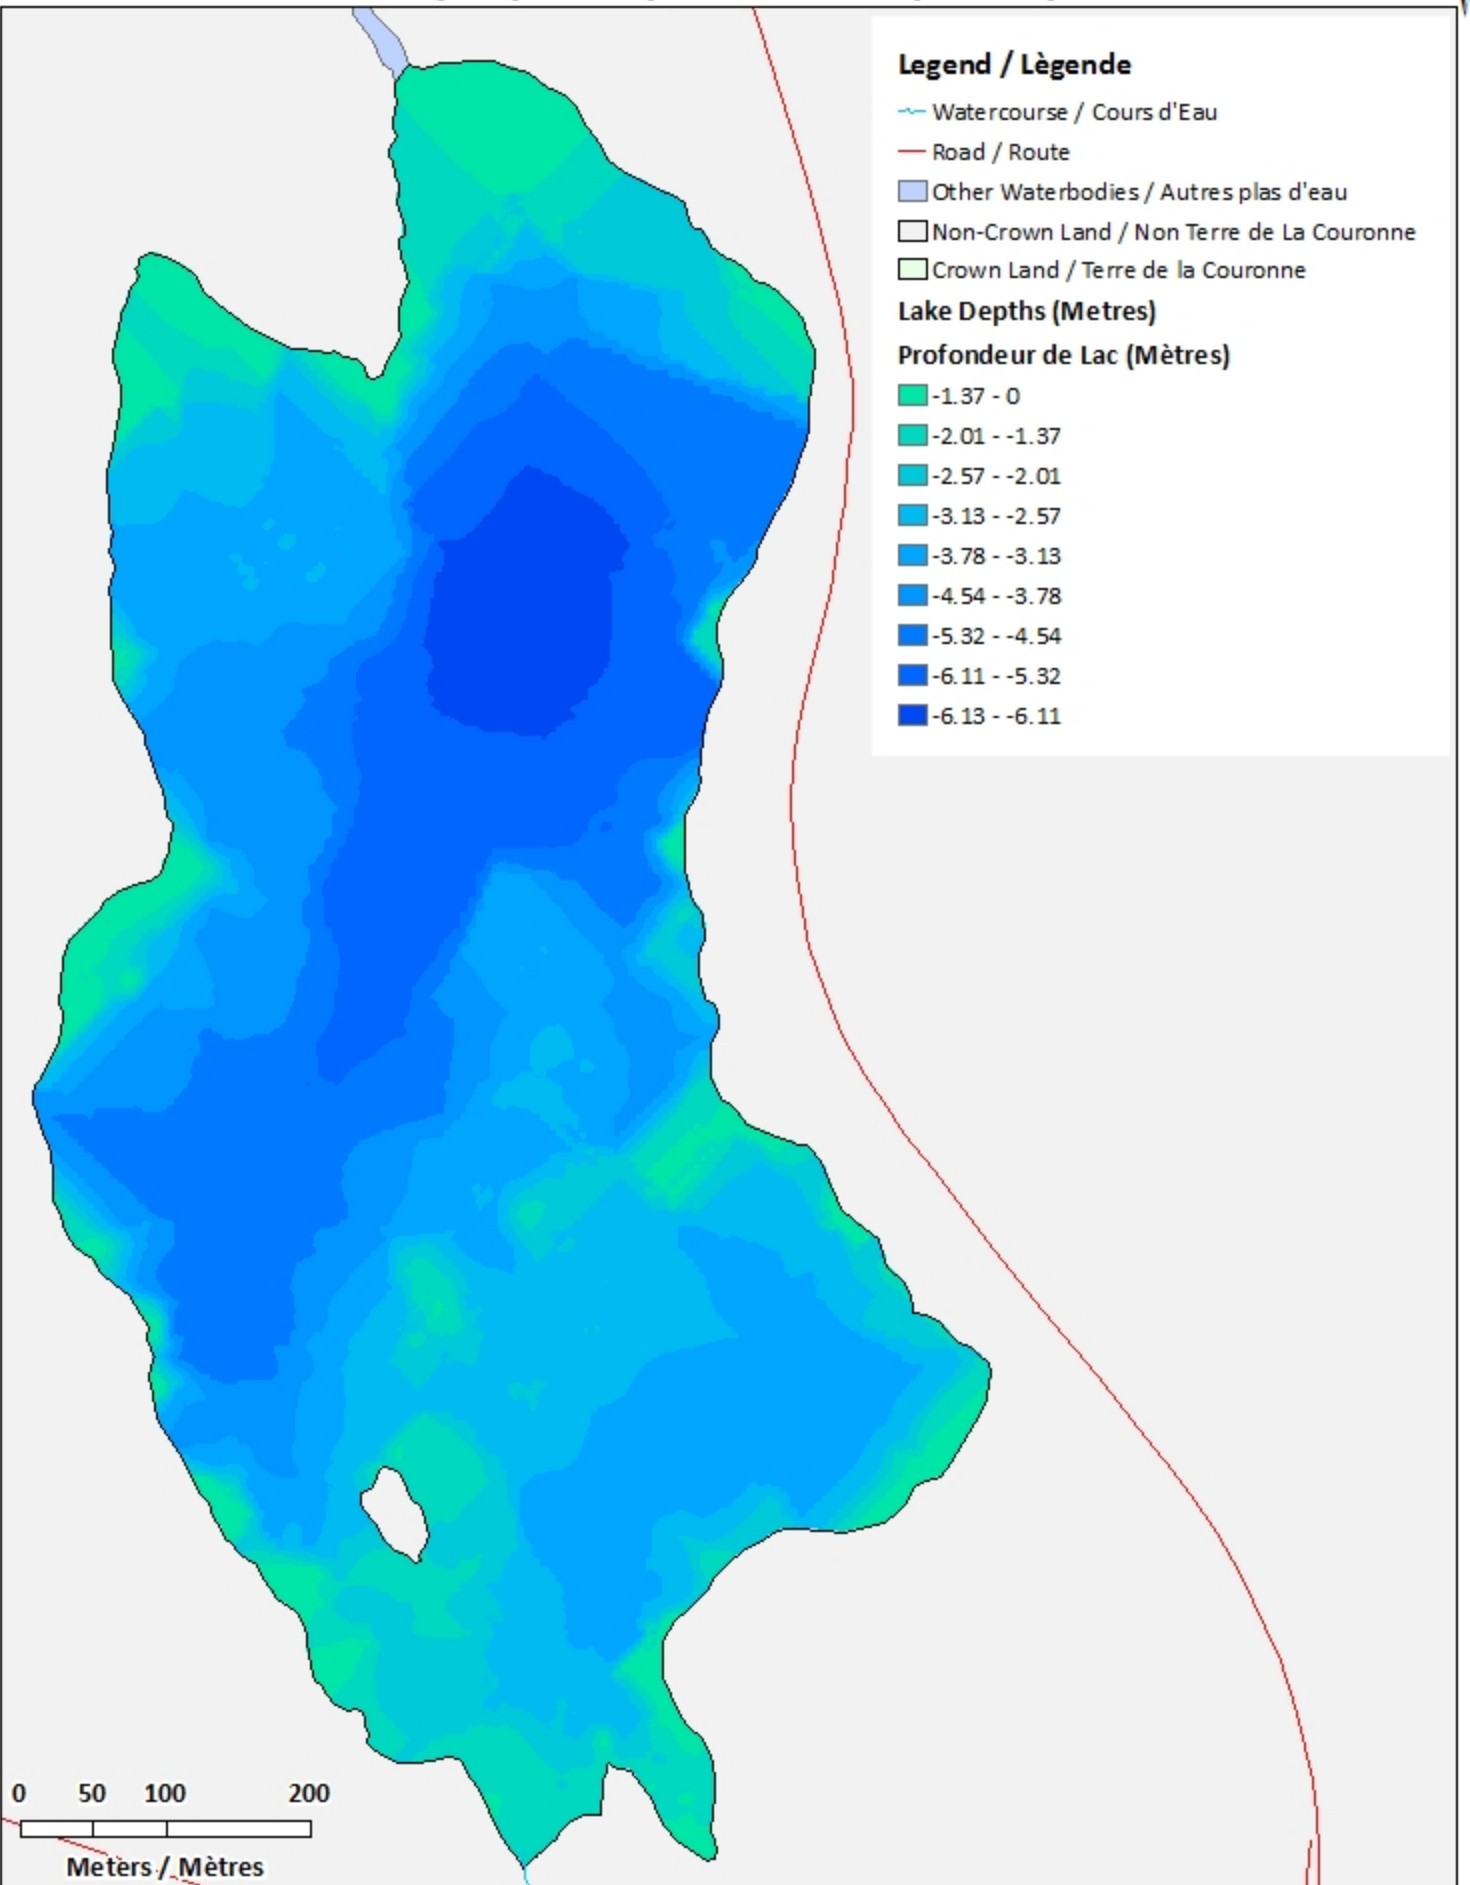 Legend / Lègende
Watercourse / Cours d'Eau
Road / Route
Other Waterbodies / Autres plas d'eau
Non-Crown Land / Non Terre de La Couronne
Crown Land / Terre de la Couronne
Lake Depths (Metres)
Profondeur de Lac (Mètres)
-1.37 - 0
-2.01 - -1.37
-2.57 - -2.01
-3.13 - -2.57
-3.78 - -3.13
-4.54 - -3.78
-5.32 - -4.54
-6.11 - -5.32
-6.13 - -6.11
0 50 100 200
Meters / Mètres